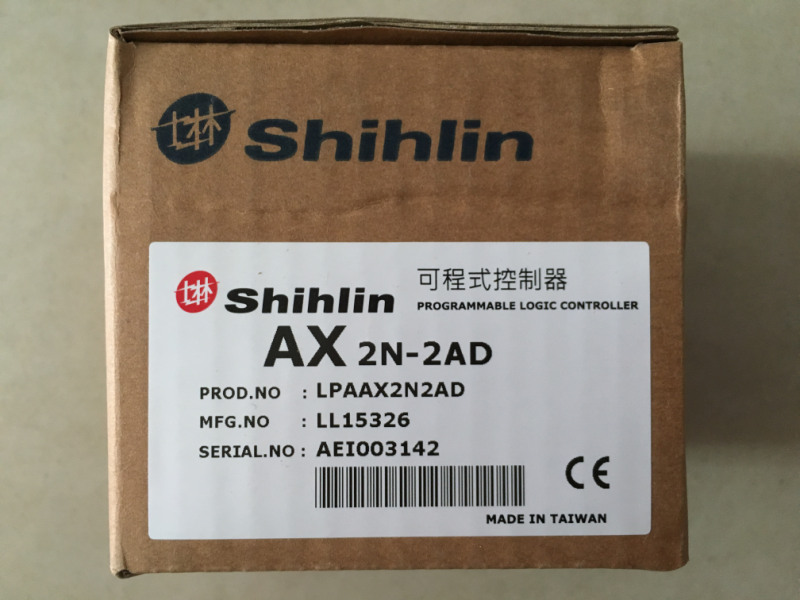 士林 Shihlin
士林 Shihlin
可程式控制器
PROGRAMMABLE LOGIC CONTROLLER
AX 2N-2AD
PROD.NO : LPAAX2N2AD
MFG.NO : LL15326
SERIAL.NO : AEI003142
CE
MADE IN TAIWAN